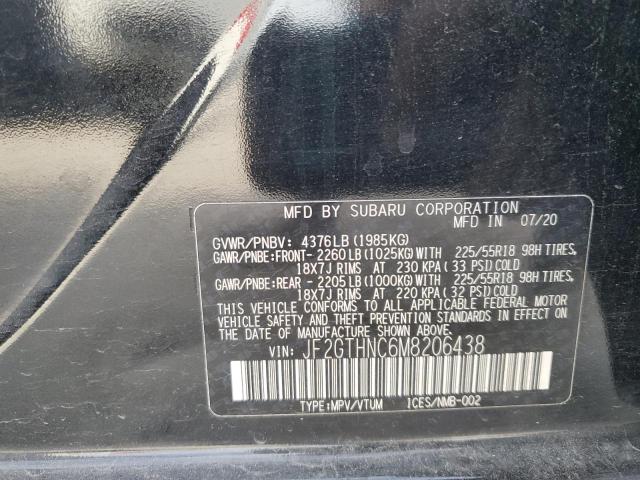 MFD BY SUBARU CORPORATION
MFD IN 07/20
GVWR/PNBV: 4376LB (1985KG)
GAWR/PNBE:FRONT- 2260LB (1025KG) WITH 225/55R18 98H TIRES,
18X7J RIMS AT 230 KPA (33 PSI) COLD
GAWR/PNBE:REAR - 2205LB (1000KG) WITH 225/55R18 98H TIRES,
18X7J RIMS AT 220 KPA (32 PSI) COLD
THIS VEHICLE CONFORMS TO ALL APPLICABLE FEDERAL MOTOR
VEHICLE SAFETY AND THEFT PREVENTION STANDARDS IN EFFECT ON
THE DATE OF MANUFACTURE SHOWN ABOVE.
VIN: JF2GTHNC6M8206438
TYPE:MPV/VTUM ICES/NMB-002